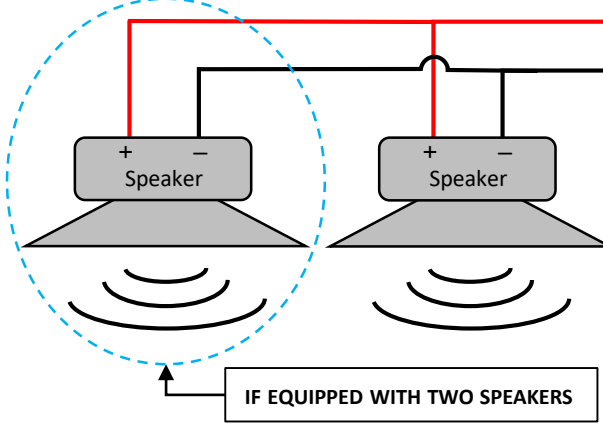 + –
Speaker
+ –
Speaker
IF EQUIPPED WITH TWO SPEAKERS